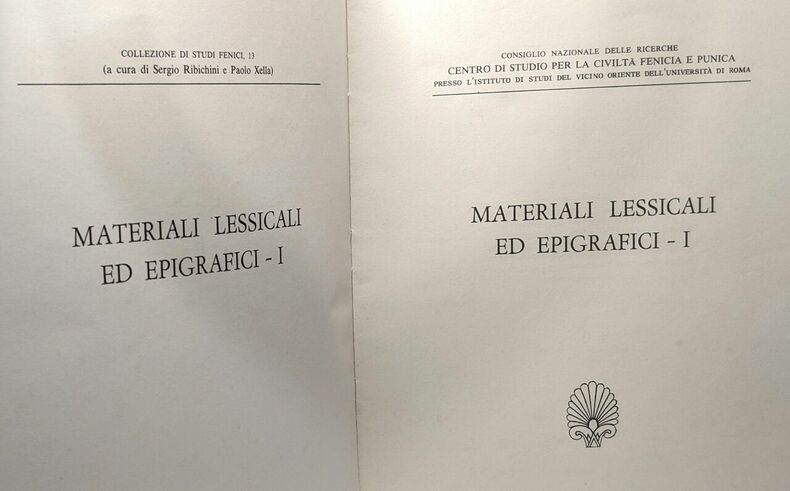 COLLEZIONE DI STUDI FENICI, 13
(a cura di Sergio Ribichini e Paolo Xella)
MATERIALI LESSICALI
ED EPIGRAFICI - I
CONSIGLIO NAZIONALE DELLE RICERCHE
CENTRO DI STUDIO PER LA CIVILTÀ FENICIA E PUNICA
PRESSO L'ISTITUTO DI STUDI DEL VICINO ORIENTE DELL'UNIVERSITÀ DI ROMA
MATERIALI LESSICALI
ED EPIGRAFICI - I